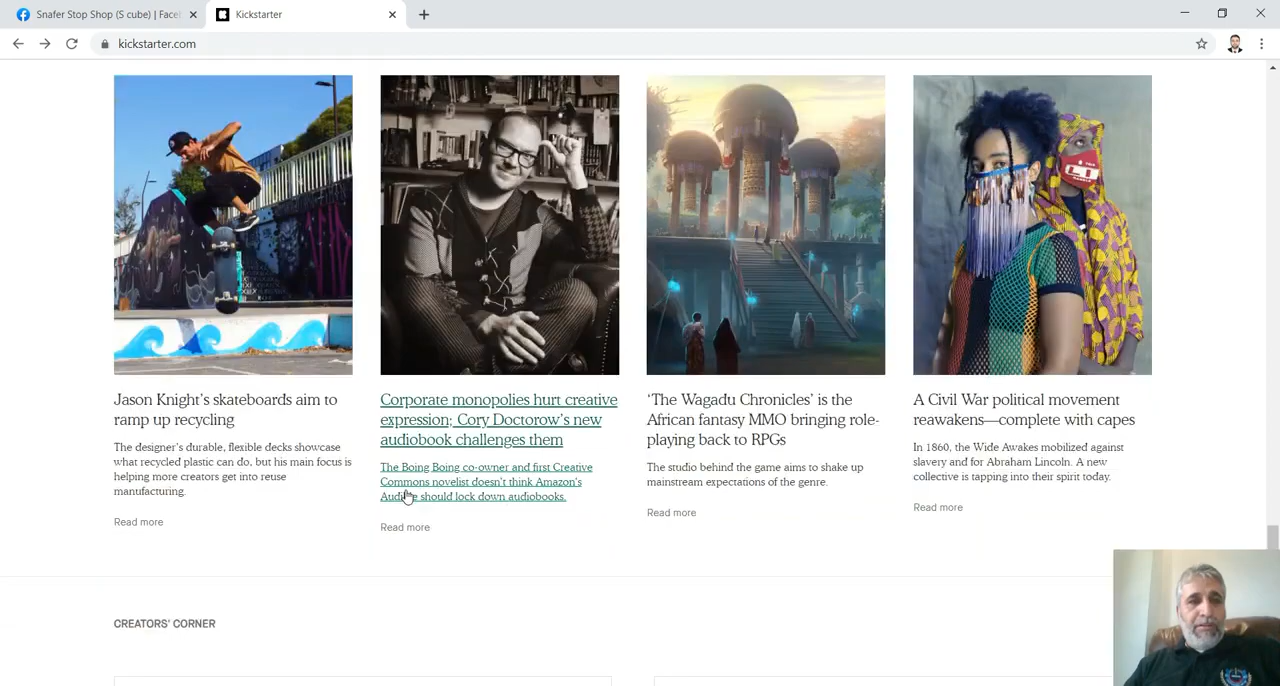 Snafer Stop Shop (S cube) | Facel
Kickstarter
kickstarter.com
Jason Knight's skateboards aim to
ramp up recycling
The designer's durable, flexible decks showcase
what recycled plastic can do, but his main focus is
helping more creators get into reuse
manufacturing.
Read more
Corporate monopolies hurt creative
expression; Cory Doctorow's new
audiobook challenges them
The Boing Boing co-owner and first Creative
Commons novelist doesn't think Amazon's
Audible should lock down audiobooks.
Read more
‘The Wagadu Chronicles’ is the
African fantasy MMO bringing role-
playing back to RPGs
The studio behind the game aims to shake up
mainstream expectations of the genre.
Read more
A Civil War political movement
reawakens—complete with capes
In 1860, the Wide Awakes mobilized against
slavery and for Abraham Lincoln. A new
collective is tapping into their spirit today.
Read more
CREATORS' CORNER